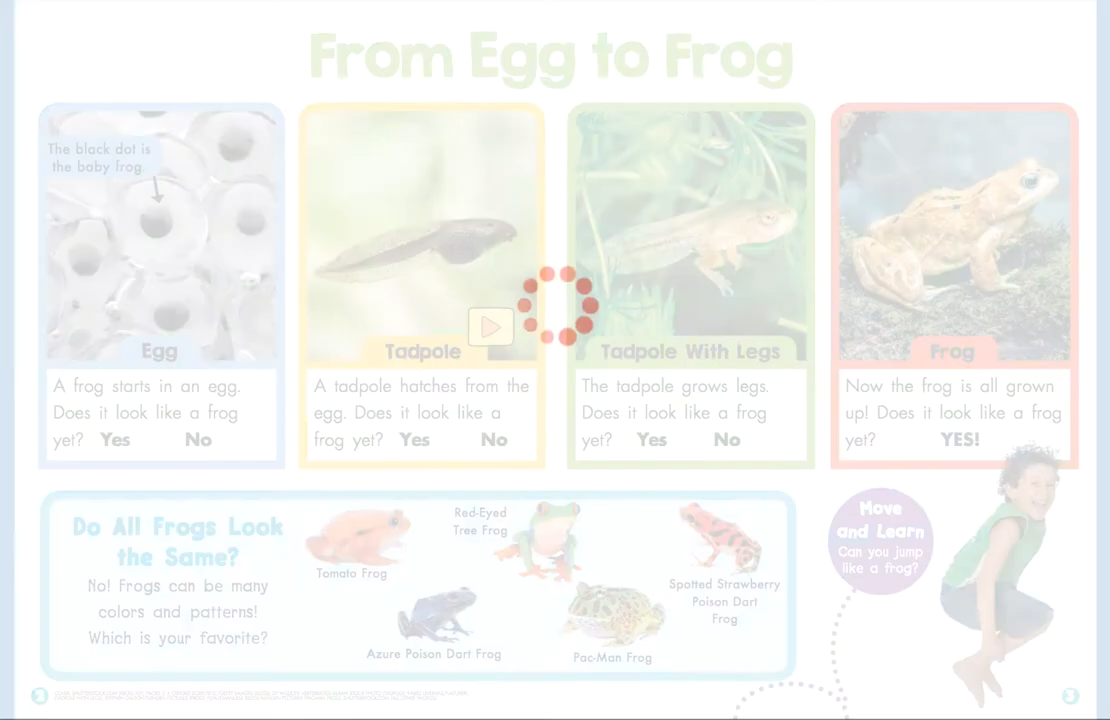 From Egg to Frog
The black dot is
the baby frog.
Egg
A frog starts in an egg.
Does it look like a frog
yet? Yes No
Tadpole
A tadpole hatches from the
egg. Does it look like a
frog yet? Yes No
Tadpole With Legs
The tadpole grows legs.
Does it look like a frog
yet? Yes No
Frog
Now the frog is all grown
up! Does it look like a frog
yet? YES!
Do All Frogs Look
the Same?
No! Frogs can be many
colors and patterns!
Which is your favorite?
Tomato Frog
Red-Eyed
Tree Frog
Spotted Strawberry
Poison Dart
Frog
Azure Poison Dart Frog
Pac-Man Frog
Move
and Learn
Can you jump
like a frog?
2
3